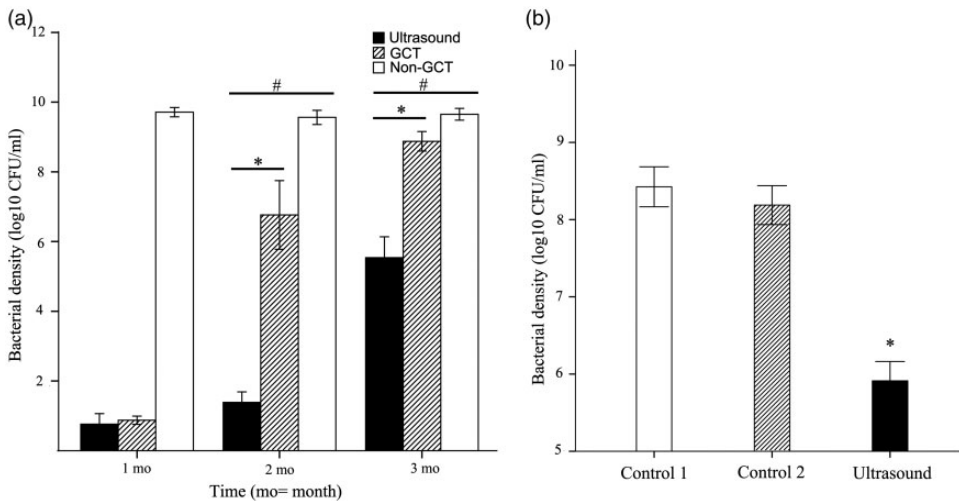 (a)
Bacterial density (log10 CFU/ml)
12
10
8
6
4
2
Ultrasound
GCT
Non-GCT
#
*
#
*
1 mo
2 mo
3 mo
Time (mo= month)
(b)
Bacterial density (log10 CFU/ml)
10
9
8
7
6
5
*
Control 1
Control 2
Ultrasound